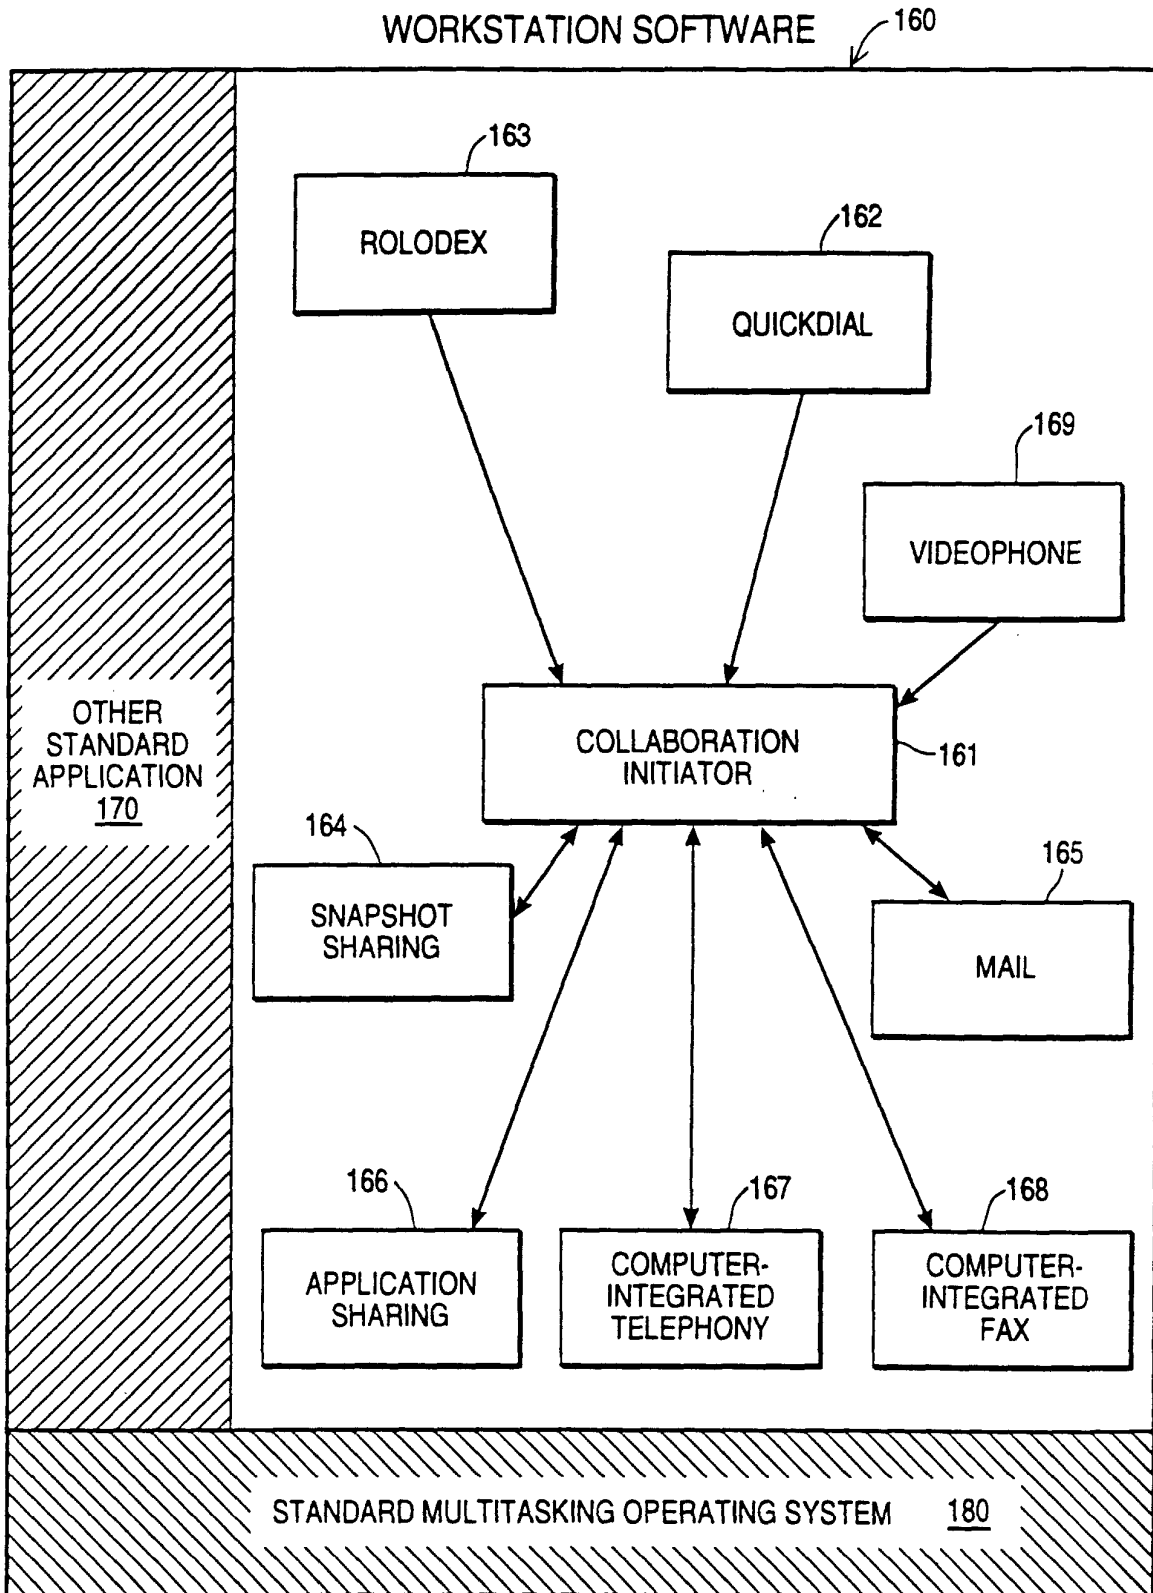 WORKSTATION SOFTWARE
160
163
ROLODEX
162
QUICKDIAL
169
VIDEOPHONE
OTHER
STANDARD
APPLICATION
170
COLLABORATION
INITIATOR
161
164
SNAPSHOT
SHARING
165
MAIL
166
APPLICATION
SHARING
167
COMPUTER-
INTEGRATED
TELEPHONY
168
COMPUTER-
INTEGRATED
FAX
STANDARD MULTITASKING OPERATING SYSTEM 180